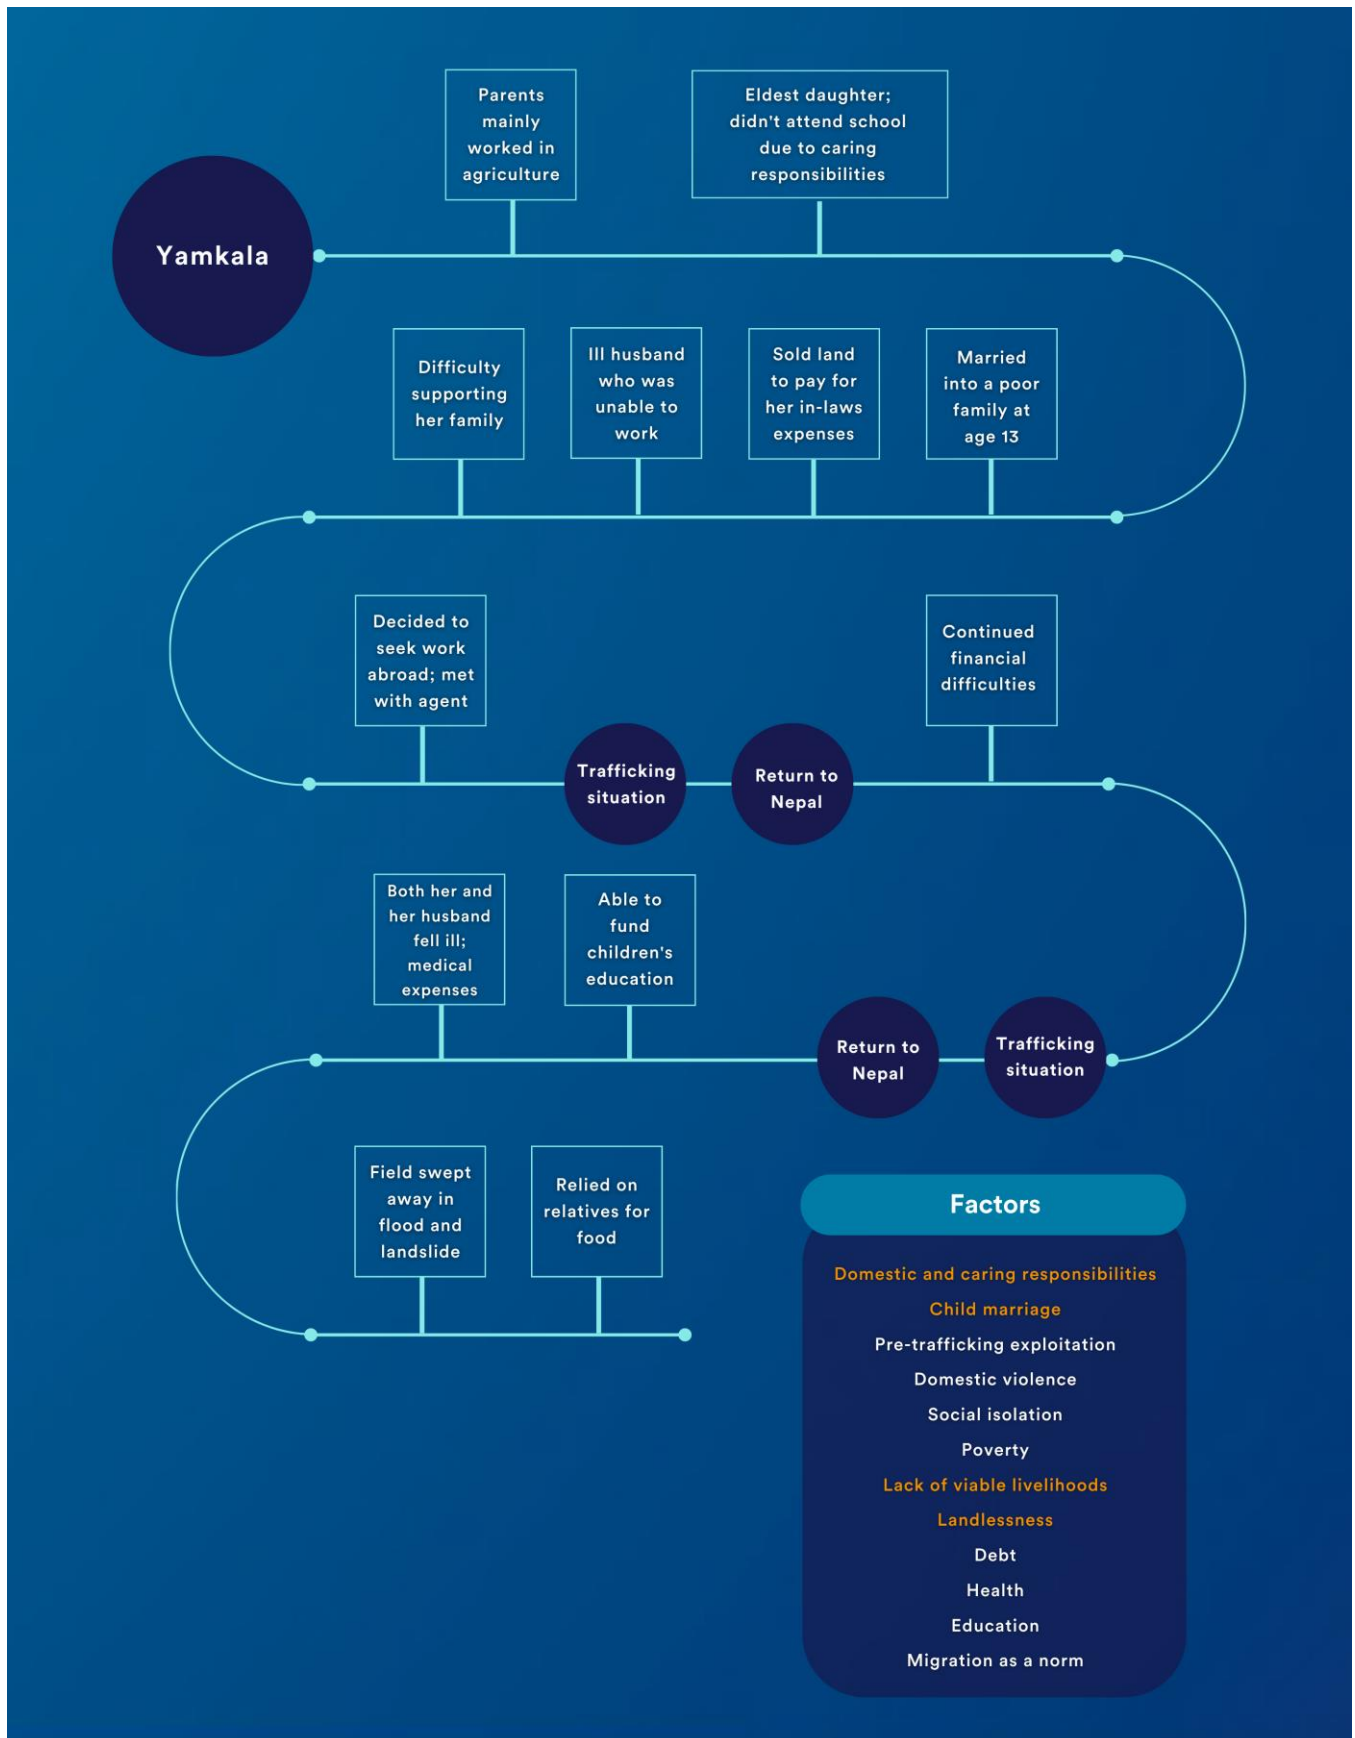 Parents
mainly
worked in
agriculture
Eldest daughter;
didn't attend school
due to caring
responsibilities
Yamkala
Difficulty
supporting
her family
Ill husband
who was
unable to
work
Sold land
to pay for
her in-laws
expenses
Married
into a poor
family at
age 13
Decided to
seek work
abroad; met
with agent
Trafficking
situation
Return to
Nepal
Continued
financial
difficulties
Both her and
her husband
fell ill;
medical
expenses
Able to
fund
children's
education
Return to
Nepal
Trafficking
situation
Field swept
away in
flood and
landslide
Relied on
relatives for
food
Factors
Domestic and caring responsibilities
Child marriage
Pre-trafficking exploitation
Domestic violence
Social isolation
Poverty
Lack of viable livelihoods
Landlessness
Debt
Health
Education
Migration as a norm